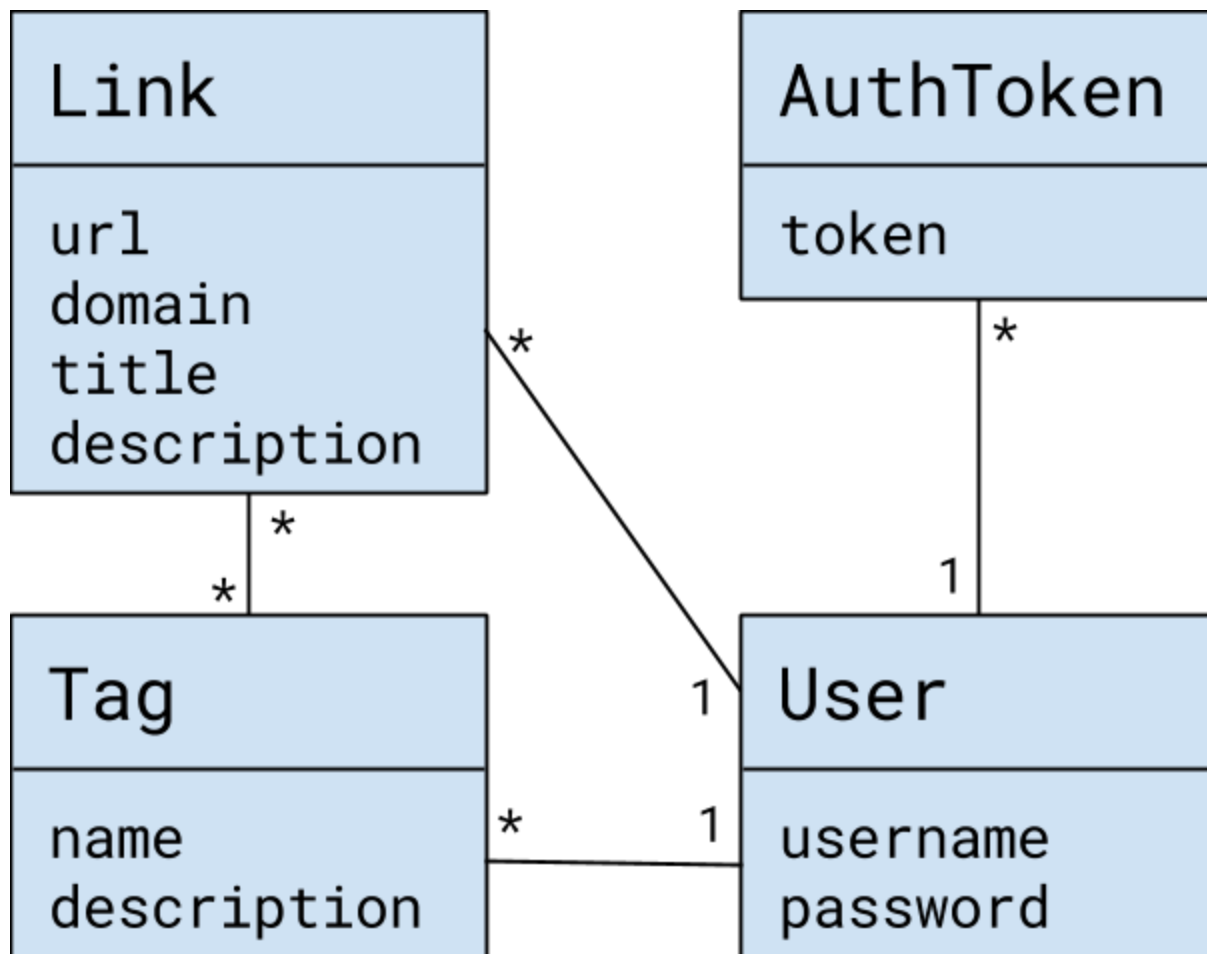 Link
url
domain
title
description
AuthToken
token
*
*
*
1
*
1
Tag
name
description
*
1
User
username
password